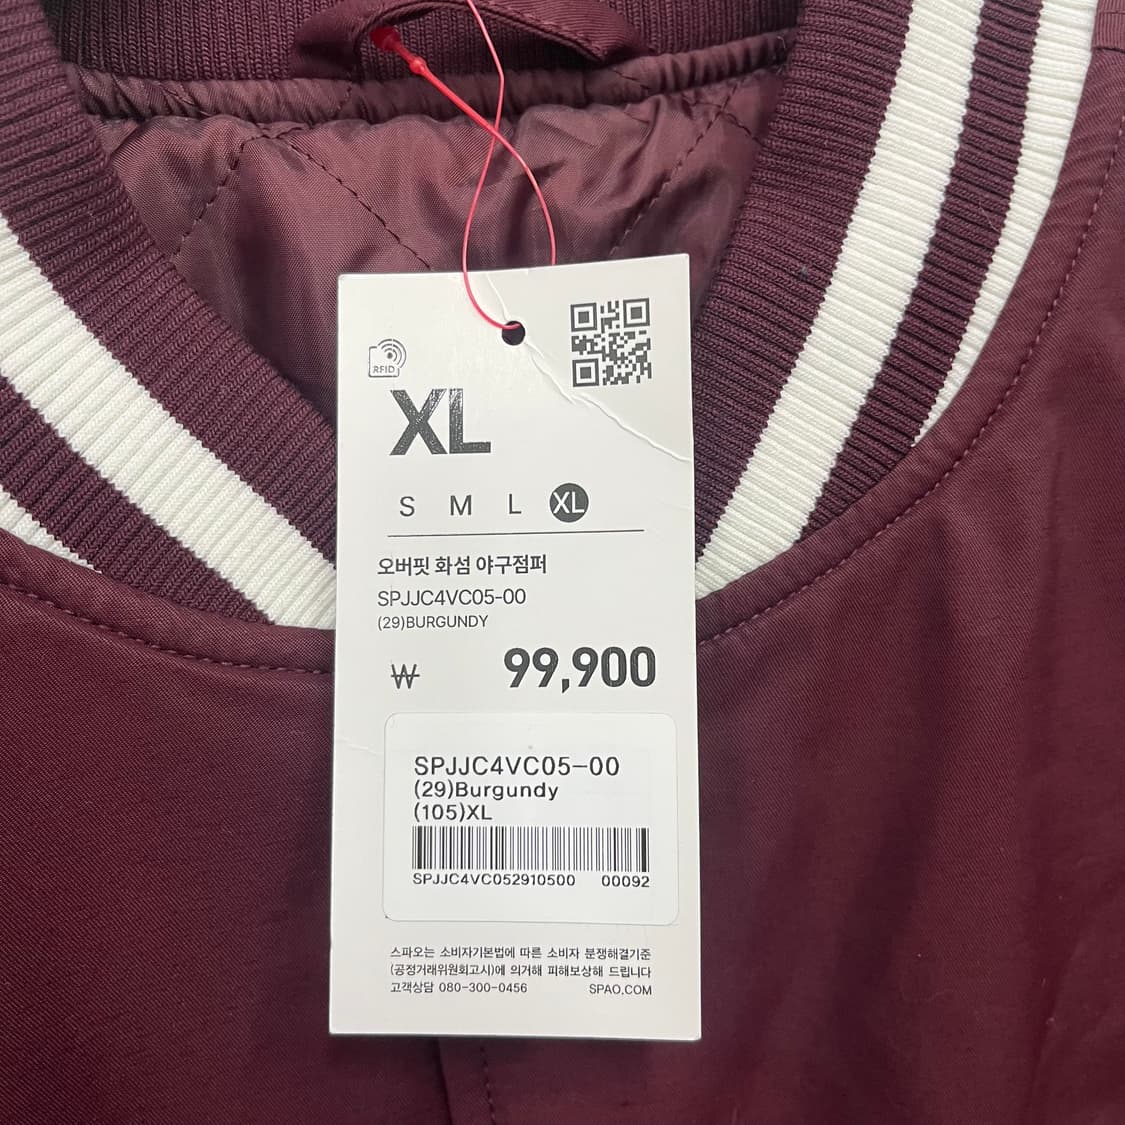 RFID
XL
S M L XL
오버핏 화섬 야구점퍼
SPJJC4VC05-00
(29)BURGUNDY
₩ 99,900
SPJJC4VC05-00
(29)Burgundy
(105)XL
SPJJC4VC052910500 00092
스파오는 소비자기본법에 따른 소비자 분쟁해결기준
(공정거래위원회고시)에 의거해 피해보상해 드립니다
고객상담 080-300-0456 SPAO.COM